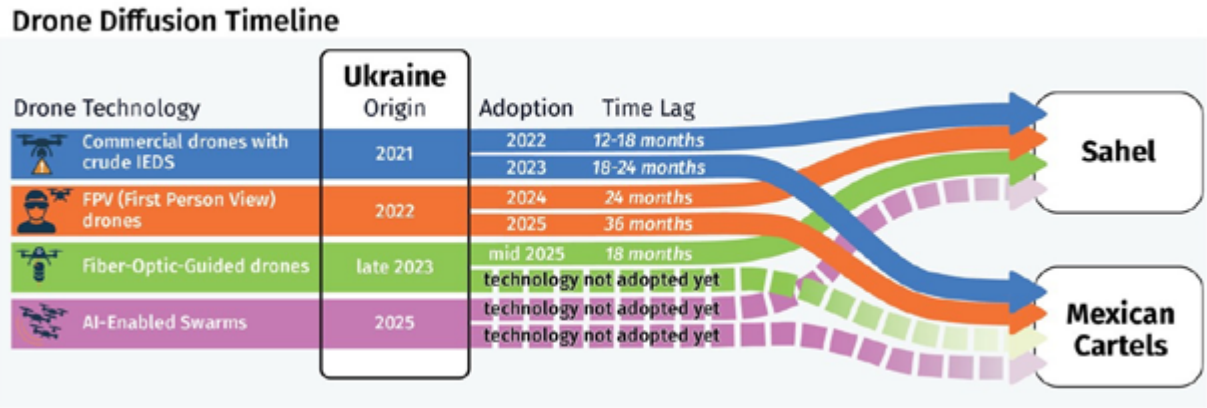 Drone Diffusion Timeline
Ukraine
Drone Technology Origin Adoption Time Lag
Commercial drones with
crude IEDS
2021
2022 12-18 months
2023 18-24 months
FPV (First Person View)
drones
2022
2024 24 months
2025 36 months
Fiber-Optic-Guided drones
late 2023
mid 2025 18 months
technology not adopted yet
AI-Enabled Swarms
2025
technology not adopted yet
technology not adopted yet
Sahel
Mexican
Cartels